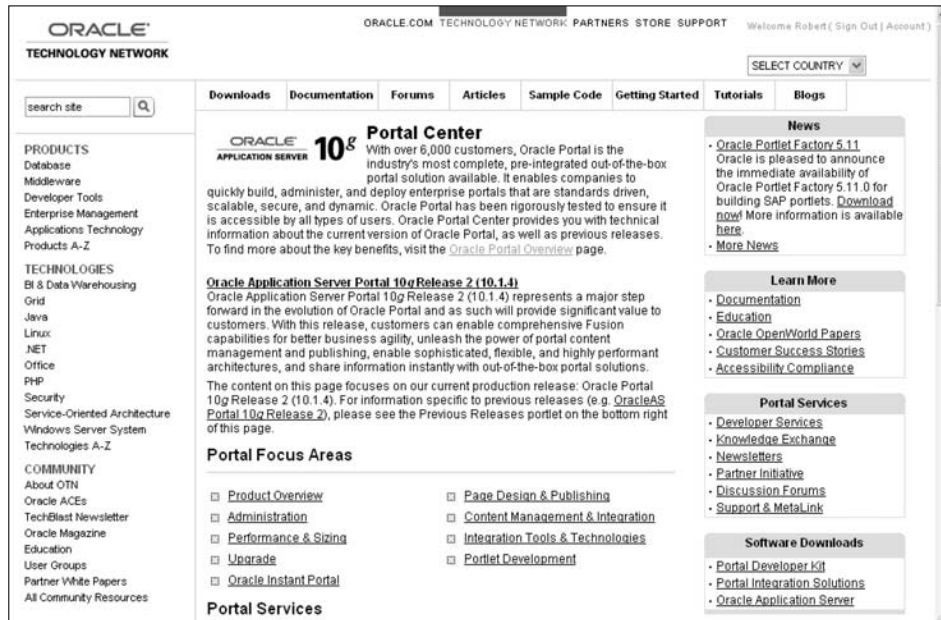 ORACLE
TECHNOLOGY NETWORK
ORACLE.COM TECHNOLOGY NETWORK PARTNERS STORE SUPPORT
Welcome Robert ( Sign Out | Account )
SELECT COUNTRY
search site
Downloads Documentation Forums Articles Sample Code Getting Started Tutorials Blogs
PRODUCTS
Database
Middleware
Developer Tools
Enterprise Management
Applications Technology
Products A-Z
TECHNOLOGIES
BI & Data Warehousing
Grid
Java
Linux
.NET
Office
PHP
Security
Service-Oriented Architecture
Windows Server System
Technologies A-Z
COMMUNITY
About OTN
Oracle ACEs
TechBlast Newsletter
Oracle Magazine
Education
User Groups
Partner White Papers
All Community Resources
ORACLE
APPLICATION SERVER 10g
Portal Center
With over 6,000 customers, Oracle Portal is the
industry's most complete, pre-integrated out-of-the-box
portal solution available. It enables companies to
quickly build, administer, and deploy enterprise portals that are standards driven,
scalable, secure, and dynamic. Oracle Portal has been rigorously tested to ensure it
is accessible by all types of users. Oracle Portal Center provides you with technical
information about the current version of Oracle Portal, as well as previous releases.
To find more about the key benefits, visit the Oracle Portal Overview page.
Oracle Application Server Portal 10g Release 2 (10.1.4)
Oracle Application Server Portal 10g Release 2 (10.1.4) represents a major step
forward in the evolution of Oracle Portal and as such will provide significant value to
customers. With this release, customers can enable comprehensive Fusion
capabilities for better business agility, unleash the power of portal content
management and publishing, enable sophisticated, flexible, and highly performant
architectures, and share information instantly with out-of-the-box portal solutions.
The content on this page focuses on our current production release: Oracle Portal
10g Release 2 (10.1.4). For information specific to previous releases (e.g. OracleAS
Portal 10g Release 2), please see the Previous Releases portlet on the bottom right
of this page.
Portal Focus Areas
Product Overview
Administration
Performance & Sizing
Upgrade
Oracle Instant Portal
Page Design & Publishing
Content Management & Integration
Integration Tools & Technologies
Portlet Development
Portal Services
News
Oracle Portlet Factory 5.11
Oracle is pleased to announce
the immediate availability of
Oracle Portlet Factory 5.11.0 for
building SAP portlets. Download
now! More information is available
here.
More News
Learn More
Documentation
Education
Oracle OpenWorld Papers
Customer Success Stories
Accessibility Compliance
Portal Services
Developer Services
Knowledge Exchange
Newsletters
Partner Initiative
Discussion Forums
Support & MetaLink
Software Downloads
Portal Developer Kit
Portal Integration Solutions
Oracle Application Server